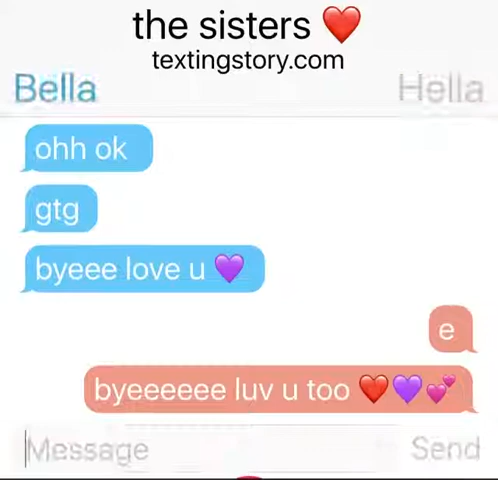 the sisters ❤️
textingstory.com
Bella Hella
ohh ok
gtg
byeee love u 💜
e
byeeeeee luv u too ❤️💜💕
Message Send